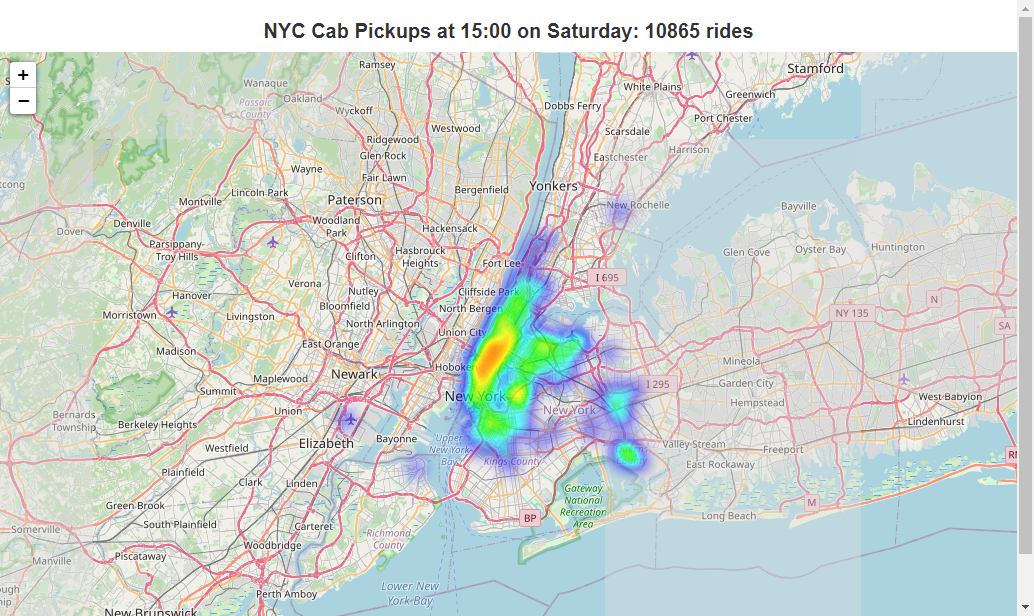 NYC Cab Pickups at 15:00 on Saturday: 10865 rides
+
−
Ramsey
Stamford
Wanaque
Oakland
White Plains
Greenwich
Passaic
County
Wyckoff
Dobbs Ferry
Port Chester
Westwood
Scarsdale
Ridgewood
Harrison
Glen Rock
Eastchester
Wayne
Fair Lawn
Lincoln Park
Bergenfield
Yonkers
Montville
Paterson
New Rochelle
Bayville
Denville
Woodland
Park
Hackensack
Dover
Parsippany-
Troy Hills
Clifton
Hasbrouck
Heights
Fort Lee
Glen Cove
Oyster Bay
Huntington
I 695
Verona
Nutley
Cliffside Park
Hanover
Bloomfield
North Bergen
N
NY 135
Morristown
Livingston
North Arlington
Union City
SA
East Orange
Madison
Mineola
Newark
Hoboken
Maplewood
I 295
Garden City
Summit
New York
Hempstead
West Babylon
Union
New York
Bernards
Township
Berkeley Heights
Lindenhurst
Elizabeth
Bayonne
Upper
New York
Bay
Valley Stream
Westfield
Kings County
Freeport
East Rockaway
Plainfield
Clark
Linden
Gateway
National
Recreation
Area
Green Brook
M
South Plainfield
BP
Long Beach
Somerville
Carteret
Richmond
County
Woodbridge
Piscataway
Manville
Lower New
York Bay
Perth Amboy
New Brunswick